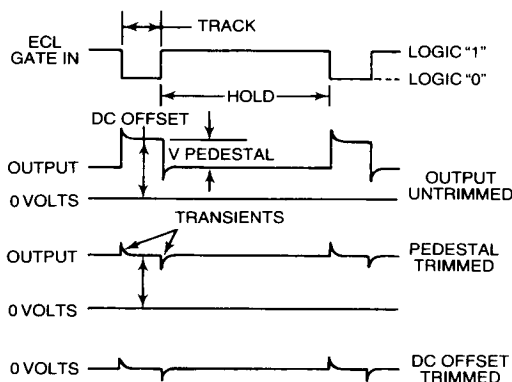 TRACK
ECL
GATE IN
LOGIC "1"
LOGIC "0"
HOLD
DC OFFSET
V PEDESTAL
OUTPUT
OUTPUT
UNTRIMMED
0 VOLTS
TRANSIENTS
OUTPUT
PEDESTAL
TRIMMED
0 VOLTS
0 VOLTS
DC OFFSET
TRIMMED